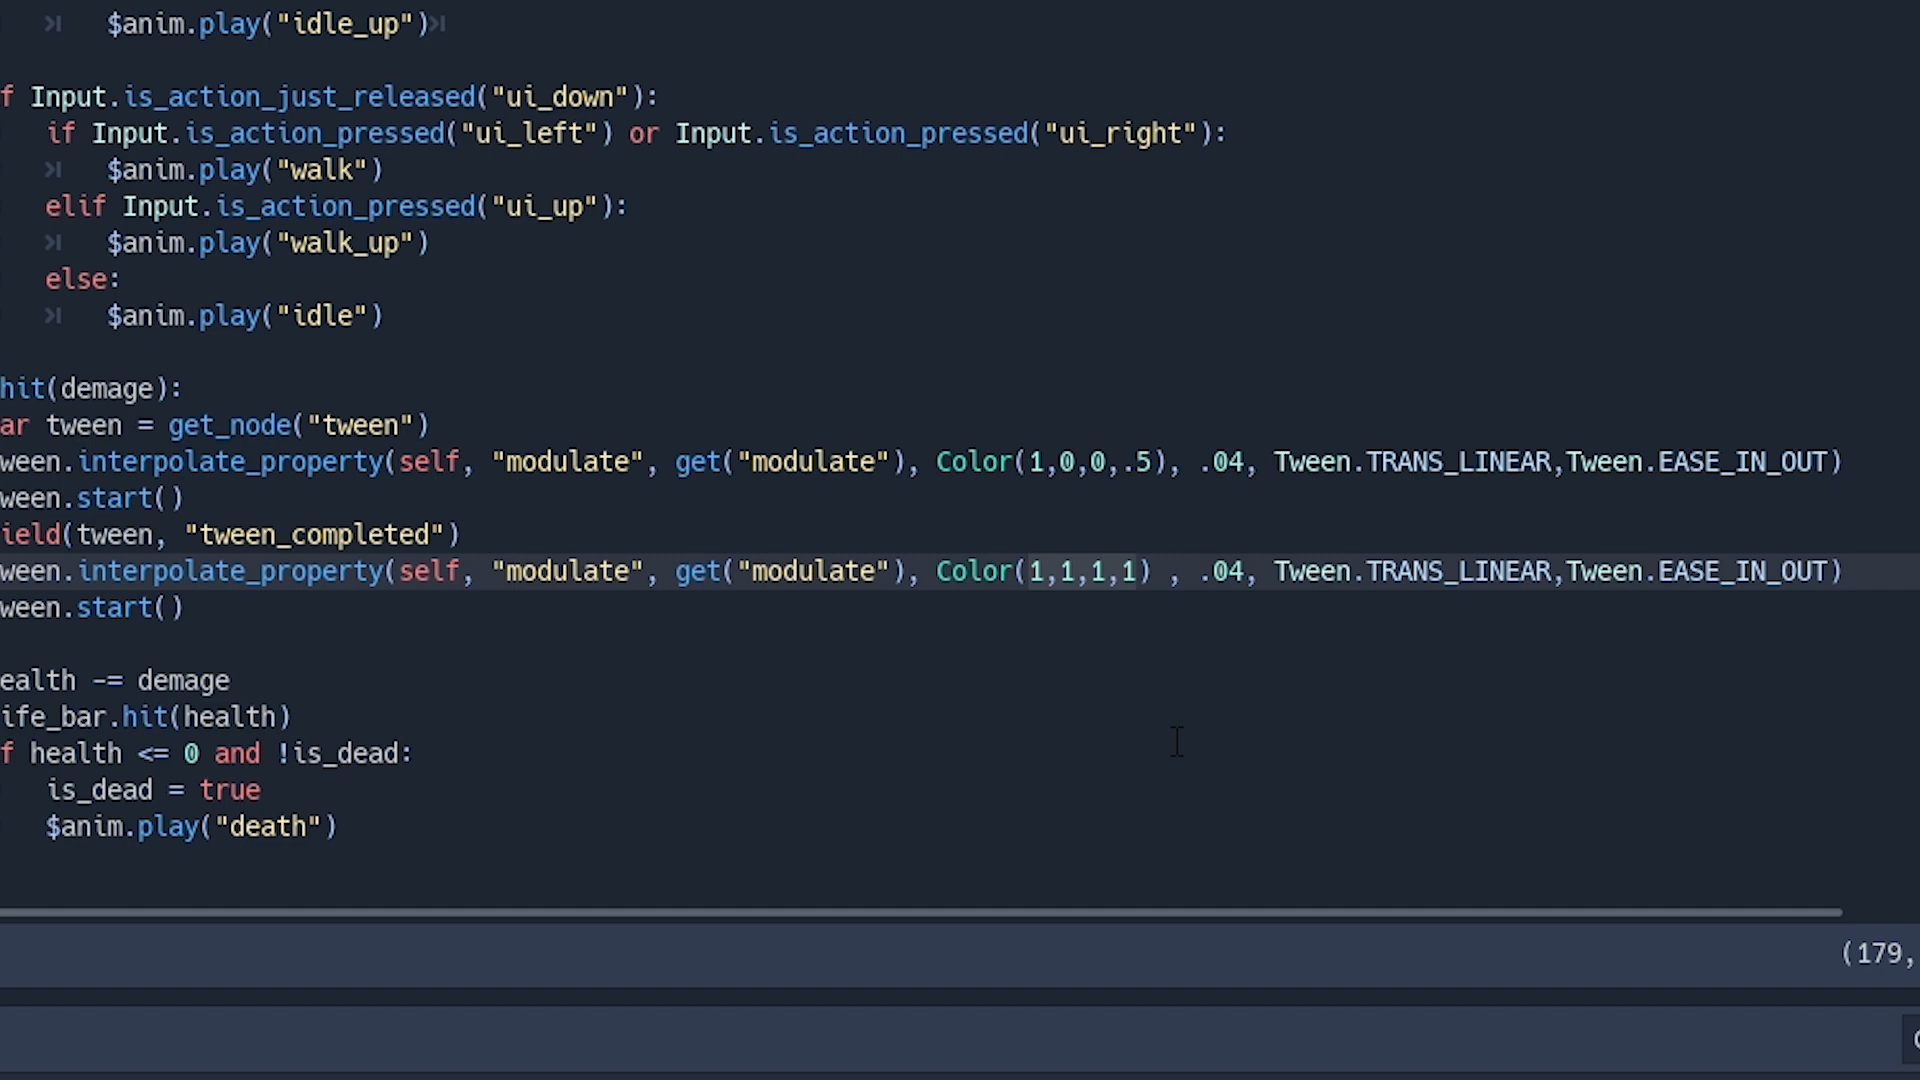 $anim.play("idle_up")
f Input.is_action_just_released("ui_down"):
if Input.is_action_pressed("ui_left") or Input.is_action_pressed("ui_right"):
$anim.play("walk")
elif Input.is_action_pressed("ui_up"):
$anim.play("walk_up")
else:
$anim.play("idle")
hit(demage):
ar tween = get_node("tween")
ween.interpolate_property(self, "modulate", get("modulate"), Color(1,0,0,.5), .04, Tween.TRANS_LINEAR,Tween.EASE_IN_OUT)
ween.start()
ield(tween, "tween_completed")
ween.interpolate_property(self, "modulate", get("modulate"), Color(1,1,1,1) , .04, Tween.TRANS_LINEAR,Tween.EASE_IN_OUT)
ween.start()
ealth -= demage
ife_bar.hit(health)
f health <= 0 and !is_dead:
is_dead = true
$anim.play("death")
(179,